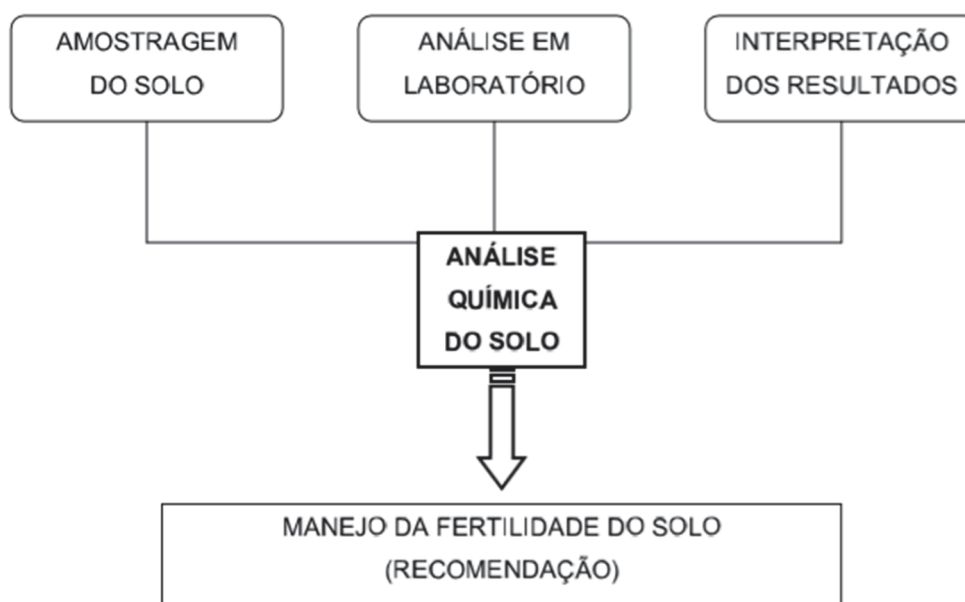 AMOSTRAGEM
DO SOLO
ANÁLISE EM
LABORATÓRIO
INTERPRETAÇÃO
DOS RESULTADOS
ANÁLISE
QUÍMICA
DO SOLO
MANEJO DA FERTILIDADE DO SOLO
(RECOMENDAÇÃO)